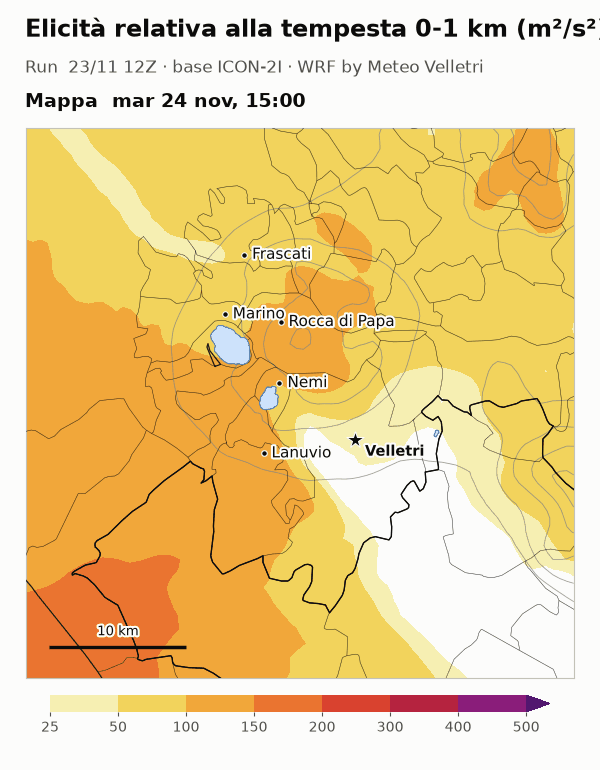 Elicità relativa alla tempesta 0-1 km (m²/s²)
Run 23/11 12Z · base ICON-2I · WRF by Meteo Velletri
Mappa mar 24 nov, 15:00
Frascati
Marino
Rocca di Papa
Nemi
Velletri
Lanuvio
10 km
25 50 100 150 200 300 400 500